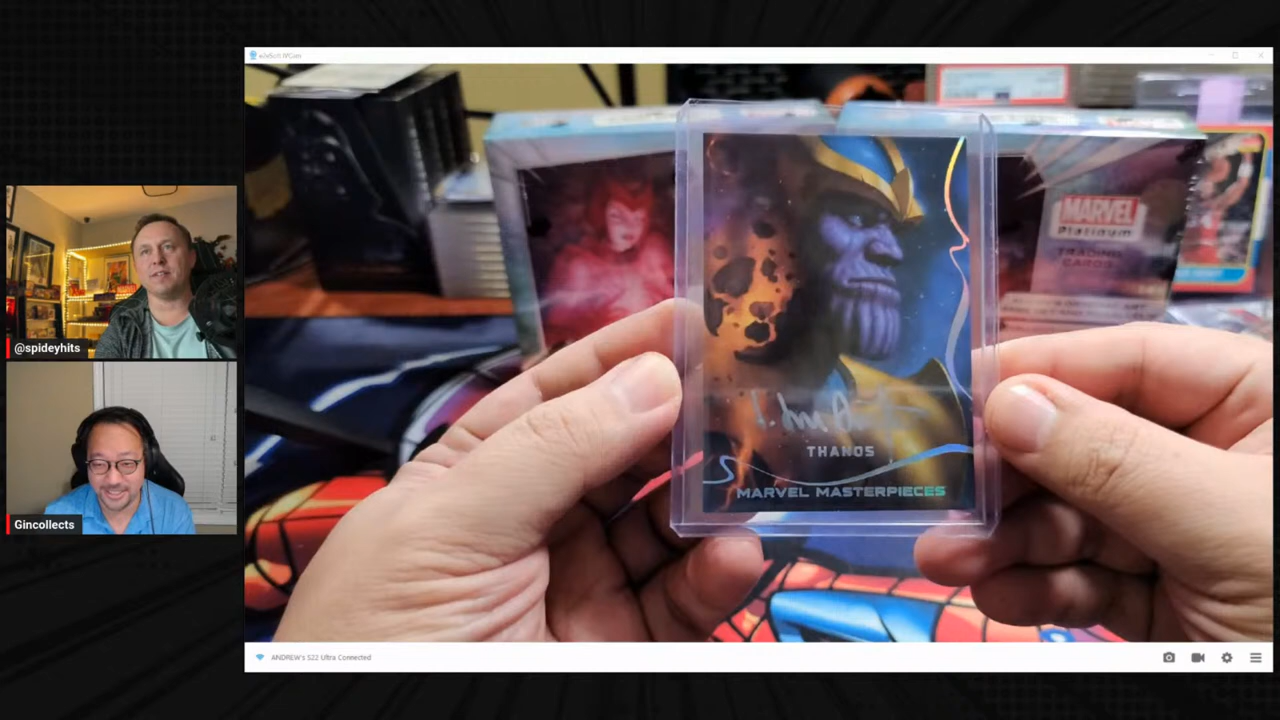 @spideyhits
Gincollects
MARVEL
Platinum
TRADING
CARDS
THANOS
MARVEL MASTERPIECES
ANDREW's S22 Ultra Connected